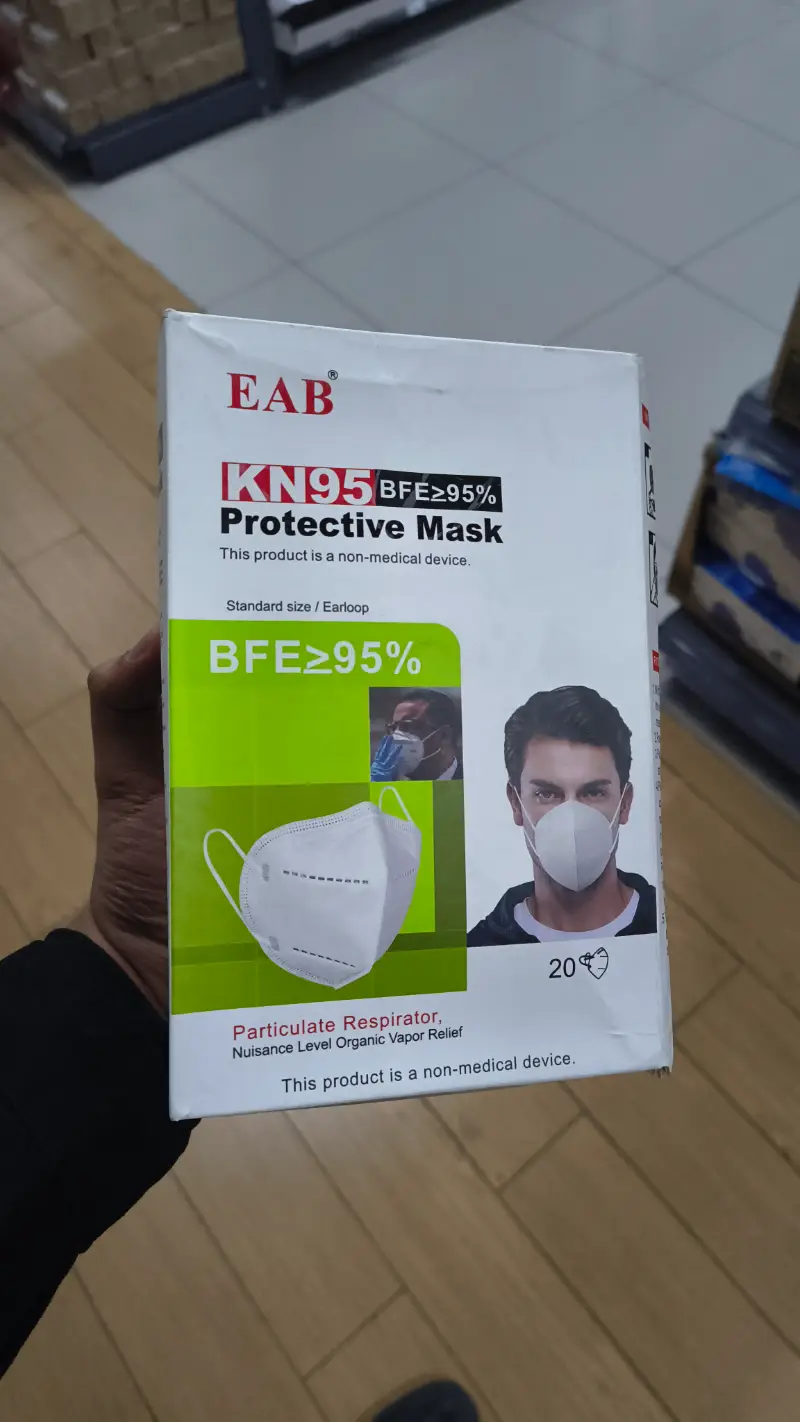 EAB®
KN95 BFE≥95%
Protective Mask
This product is a non-medical device.
Standard size / Earloop
BFE≥95%
20
Particulate Respirator,
Nuisance Level Organic Vapor Relief
This product is a non-medical device.